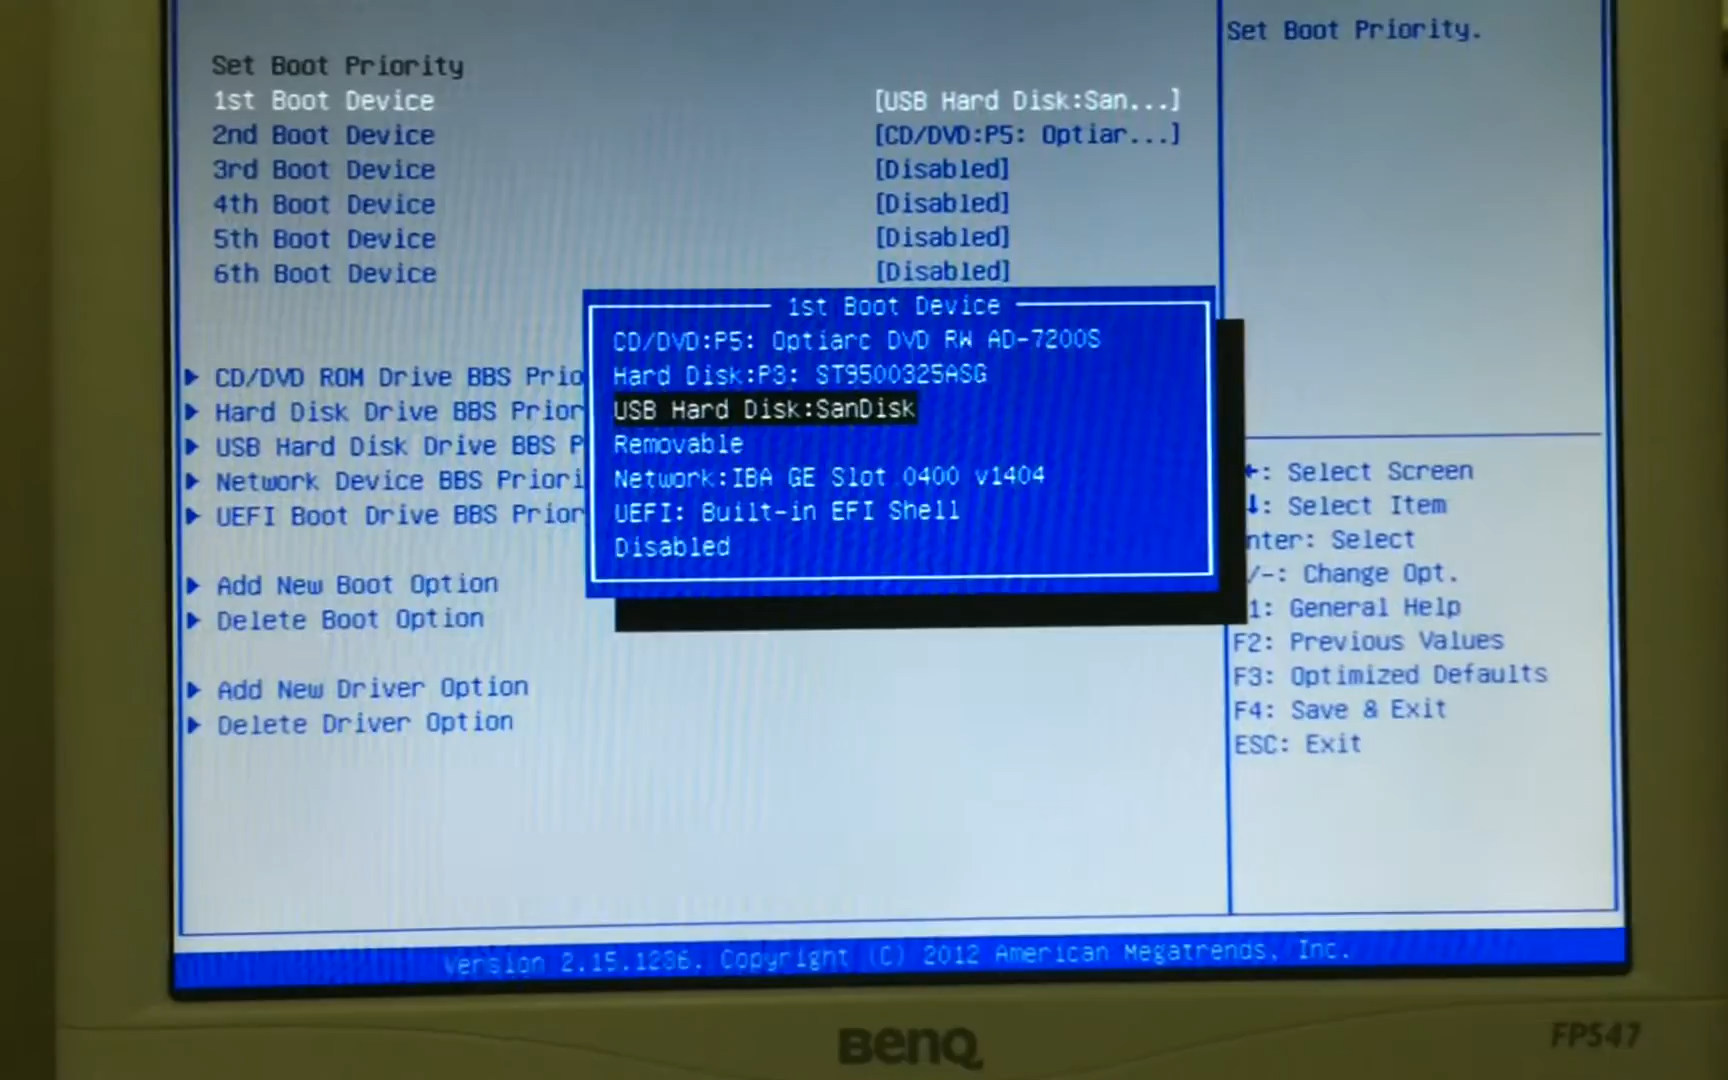 Set Boot Priority
1st Boot Device [USB Hard Disk:San...]
2nd Boot Device [CD/DVD:P5: Optiar...]
3rd Boot Device [Disabled]
4th Boot Device [Disabled]
5th Boot Device [Disabled]
6th Boot Device [Disabled]
CD/DVD ROM Drive BBS Prio
Hard Disk Drive BBS Prior
USB Hard Disk Drive BBS P
Network Device BBS Priori
UEFI Boot Drive BBS Prior
Add New Boot Option
Delete Boot Option
Add New Driver Option
Delete Driver Option
1st Boot Device
CD/DVD:P5: Optiarc DVD RW AD-7200S
Hard Disk:P3: ST9500325ASG
USB Hard Disk:SanDisk
Removable
Network:IBA GE Slot 0400 v1404
UEFI: Built-in EFI Shell
Disabled
Set Boot Priority.
←: Select Screen
↓: Select Item
nter: Select
/-: Change Opt.
1: General Help
F2: Previous Values
F3: Optimized Defaults
F4: Save & Exit
ESC: Exit
Version 2.15.1236. Copyright (C) 2012 American Megatrends, Inc.
BenQ
FP547